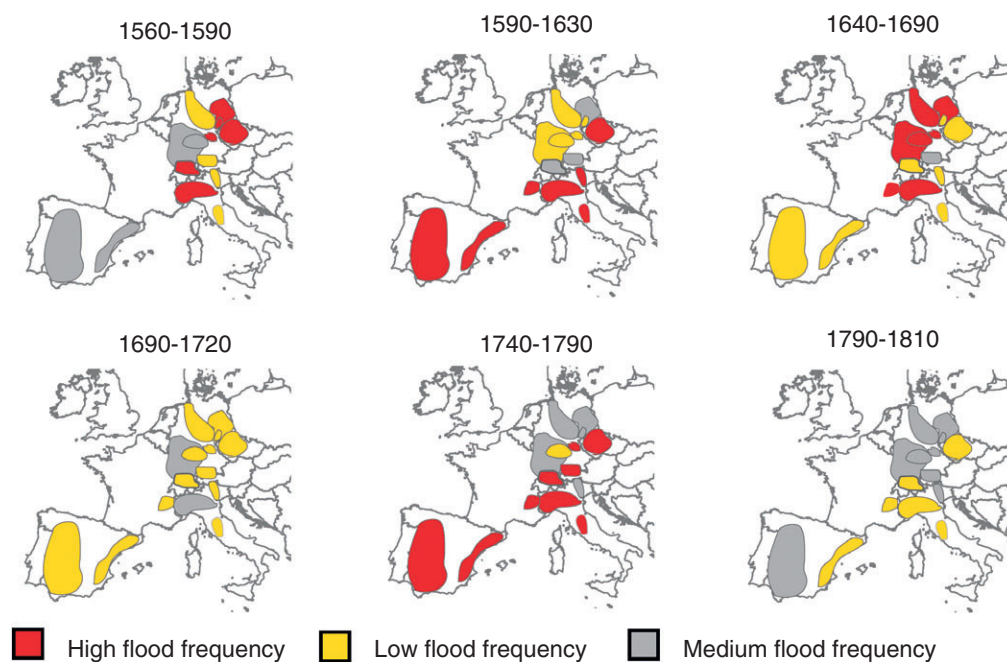 1560-1590
1590-1630
1640-1690
1690-1720
1740-1790
1790-1810
High flood frequency
Low flood frequency
Medium flood frequency